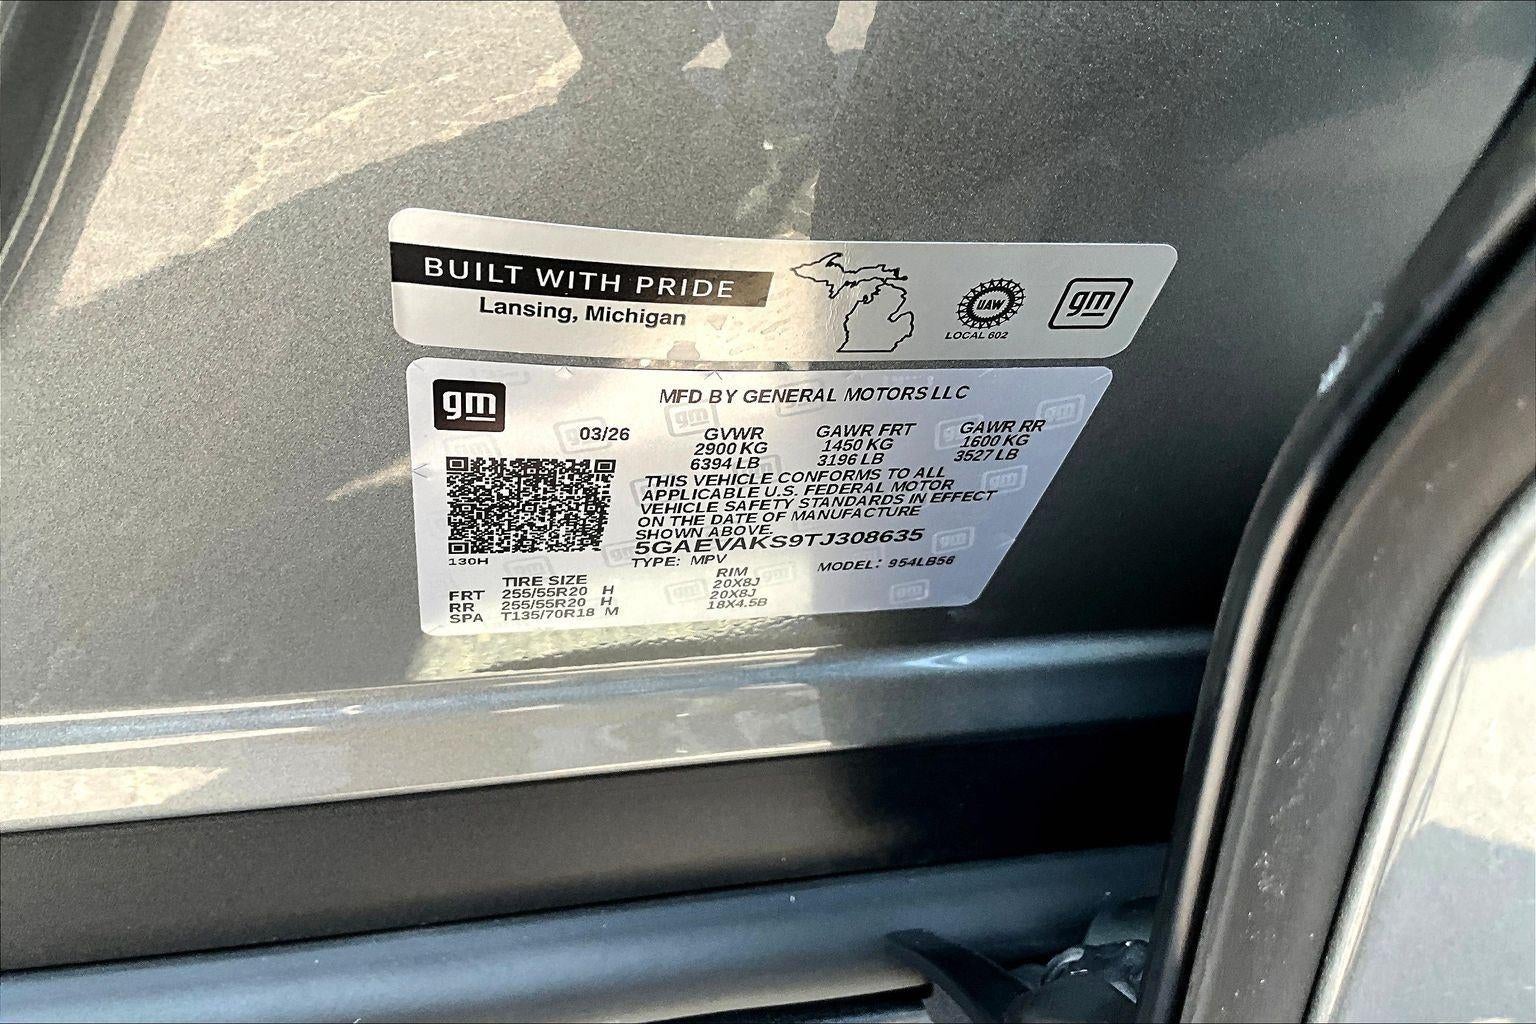 BUILT WITH PRIDE
Lansing, Michigan
UAW
LOCAL 602
gm
gm
MFD BY GENERAL MOTORS LLC
03/26 GVWR GAWR FRT GAWR RR
2900 KG 1450 KG 1600 KG
6394 LB 3196 LB 3527 LB
THIS VEHICLE CONFORMS TO ALL
APPLICABLE U.S. FEDERAL MOTOR
VEHICLE SAFETY STANDARDS IN EFFECT
ON THE DATE OF MANUFACTURE
SHOWN ABOVE.
5GAEVAKS9TJ308635
130H TYPE: MPV MODEL: 954LB56
TIRE SIZE RIM
FRT 255/55R20 H 20X8J
RR 255/55R20 H 20X8J
SPA T135/70R18 M 18X4.5B